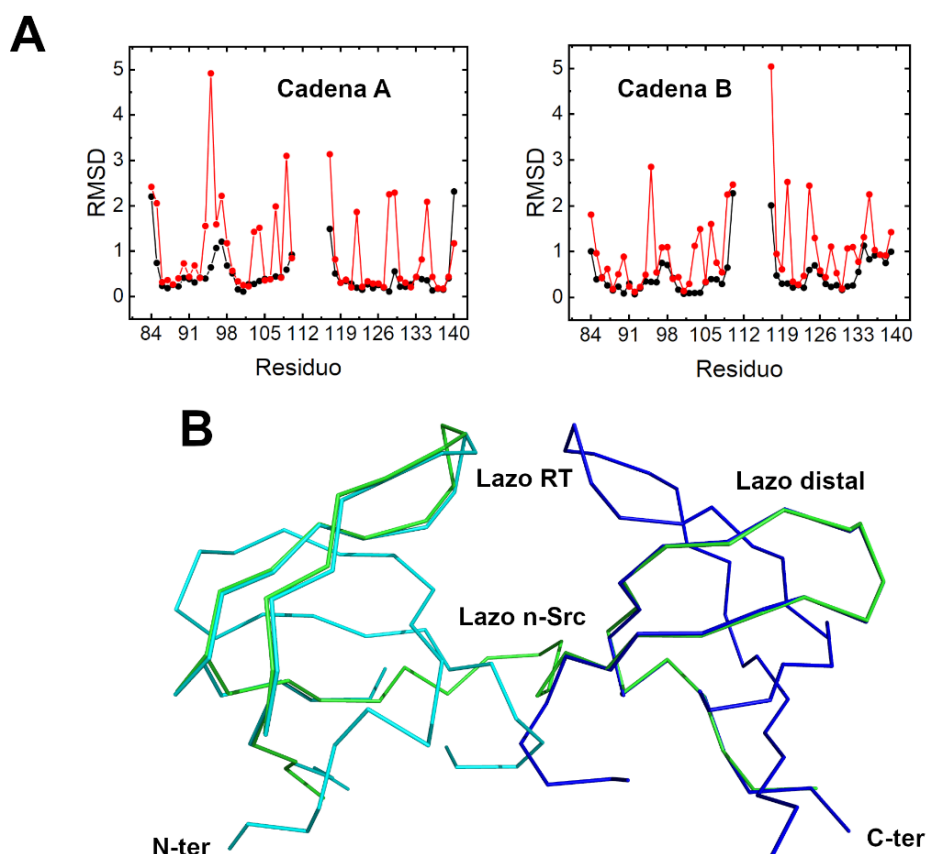 A
Cadena A
RMSD
5
4
3
2
1
0
84 91 98 105 119 126 133 140
Residuo
Cadena B
RMSD
5
4
3
2
1
0
84 91 98 105 119 126 133 140
Residuo
B
Lazo RT
Lazo distal
Lazo n-Src
N-ter
C-ter